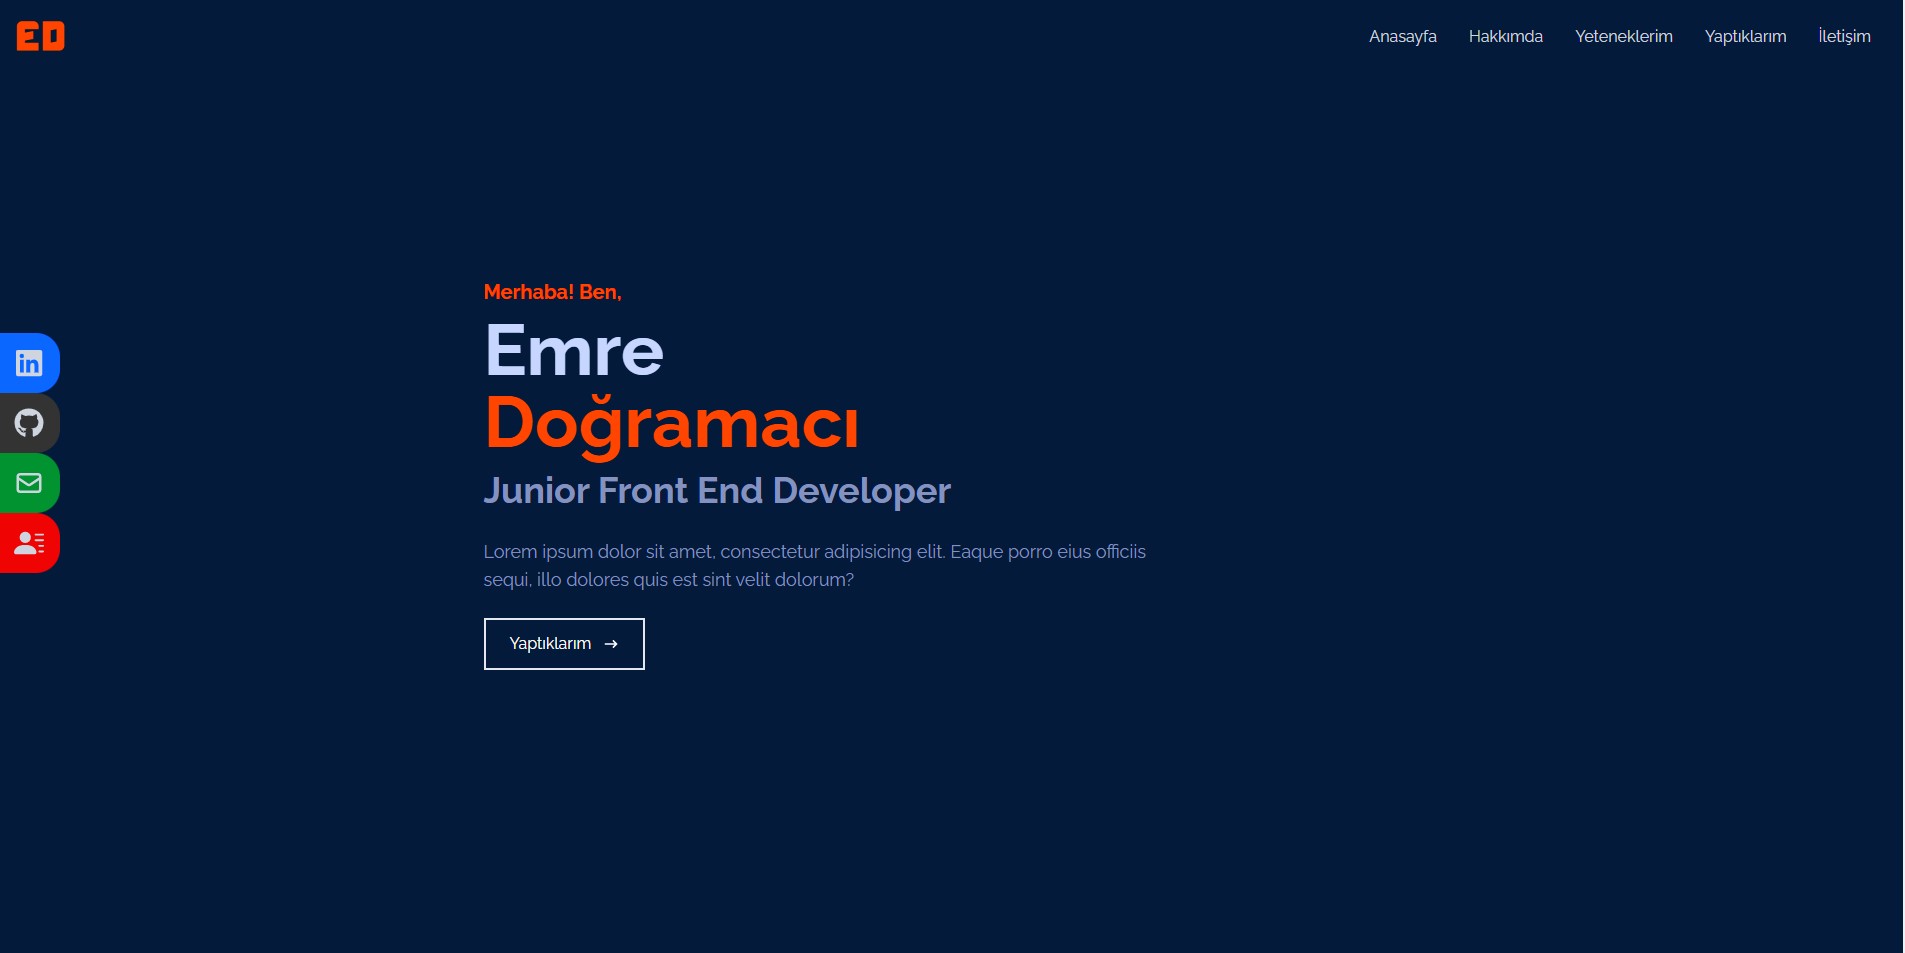 ED
Anasayfa Hakkımda Yeteneklerim Yaptıklarım İletişim
Merhaba! Ben,
Emre
Doğramacı
Junior Front End Developer
Lorem ipsum dolor sit amet, consectetur adipisicing elit. Eaque porro eius officiis
sequi, illo dolores quis est sint velit dolorum?
in
Yaptıklarım →